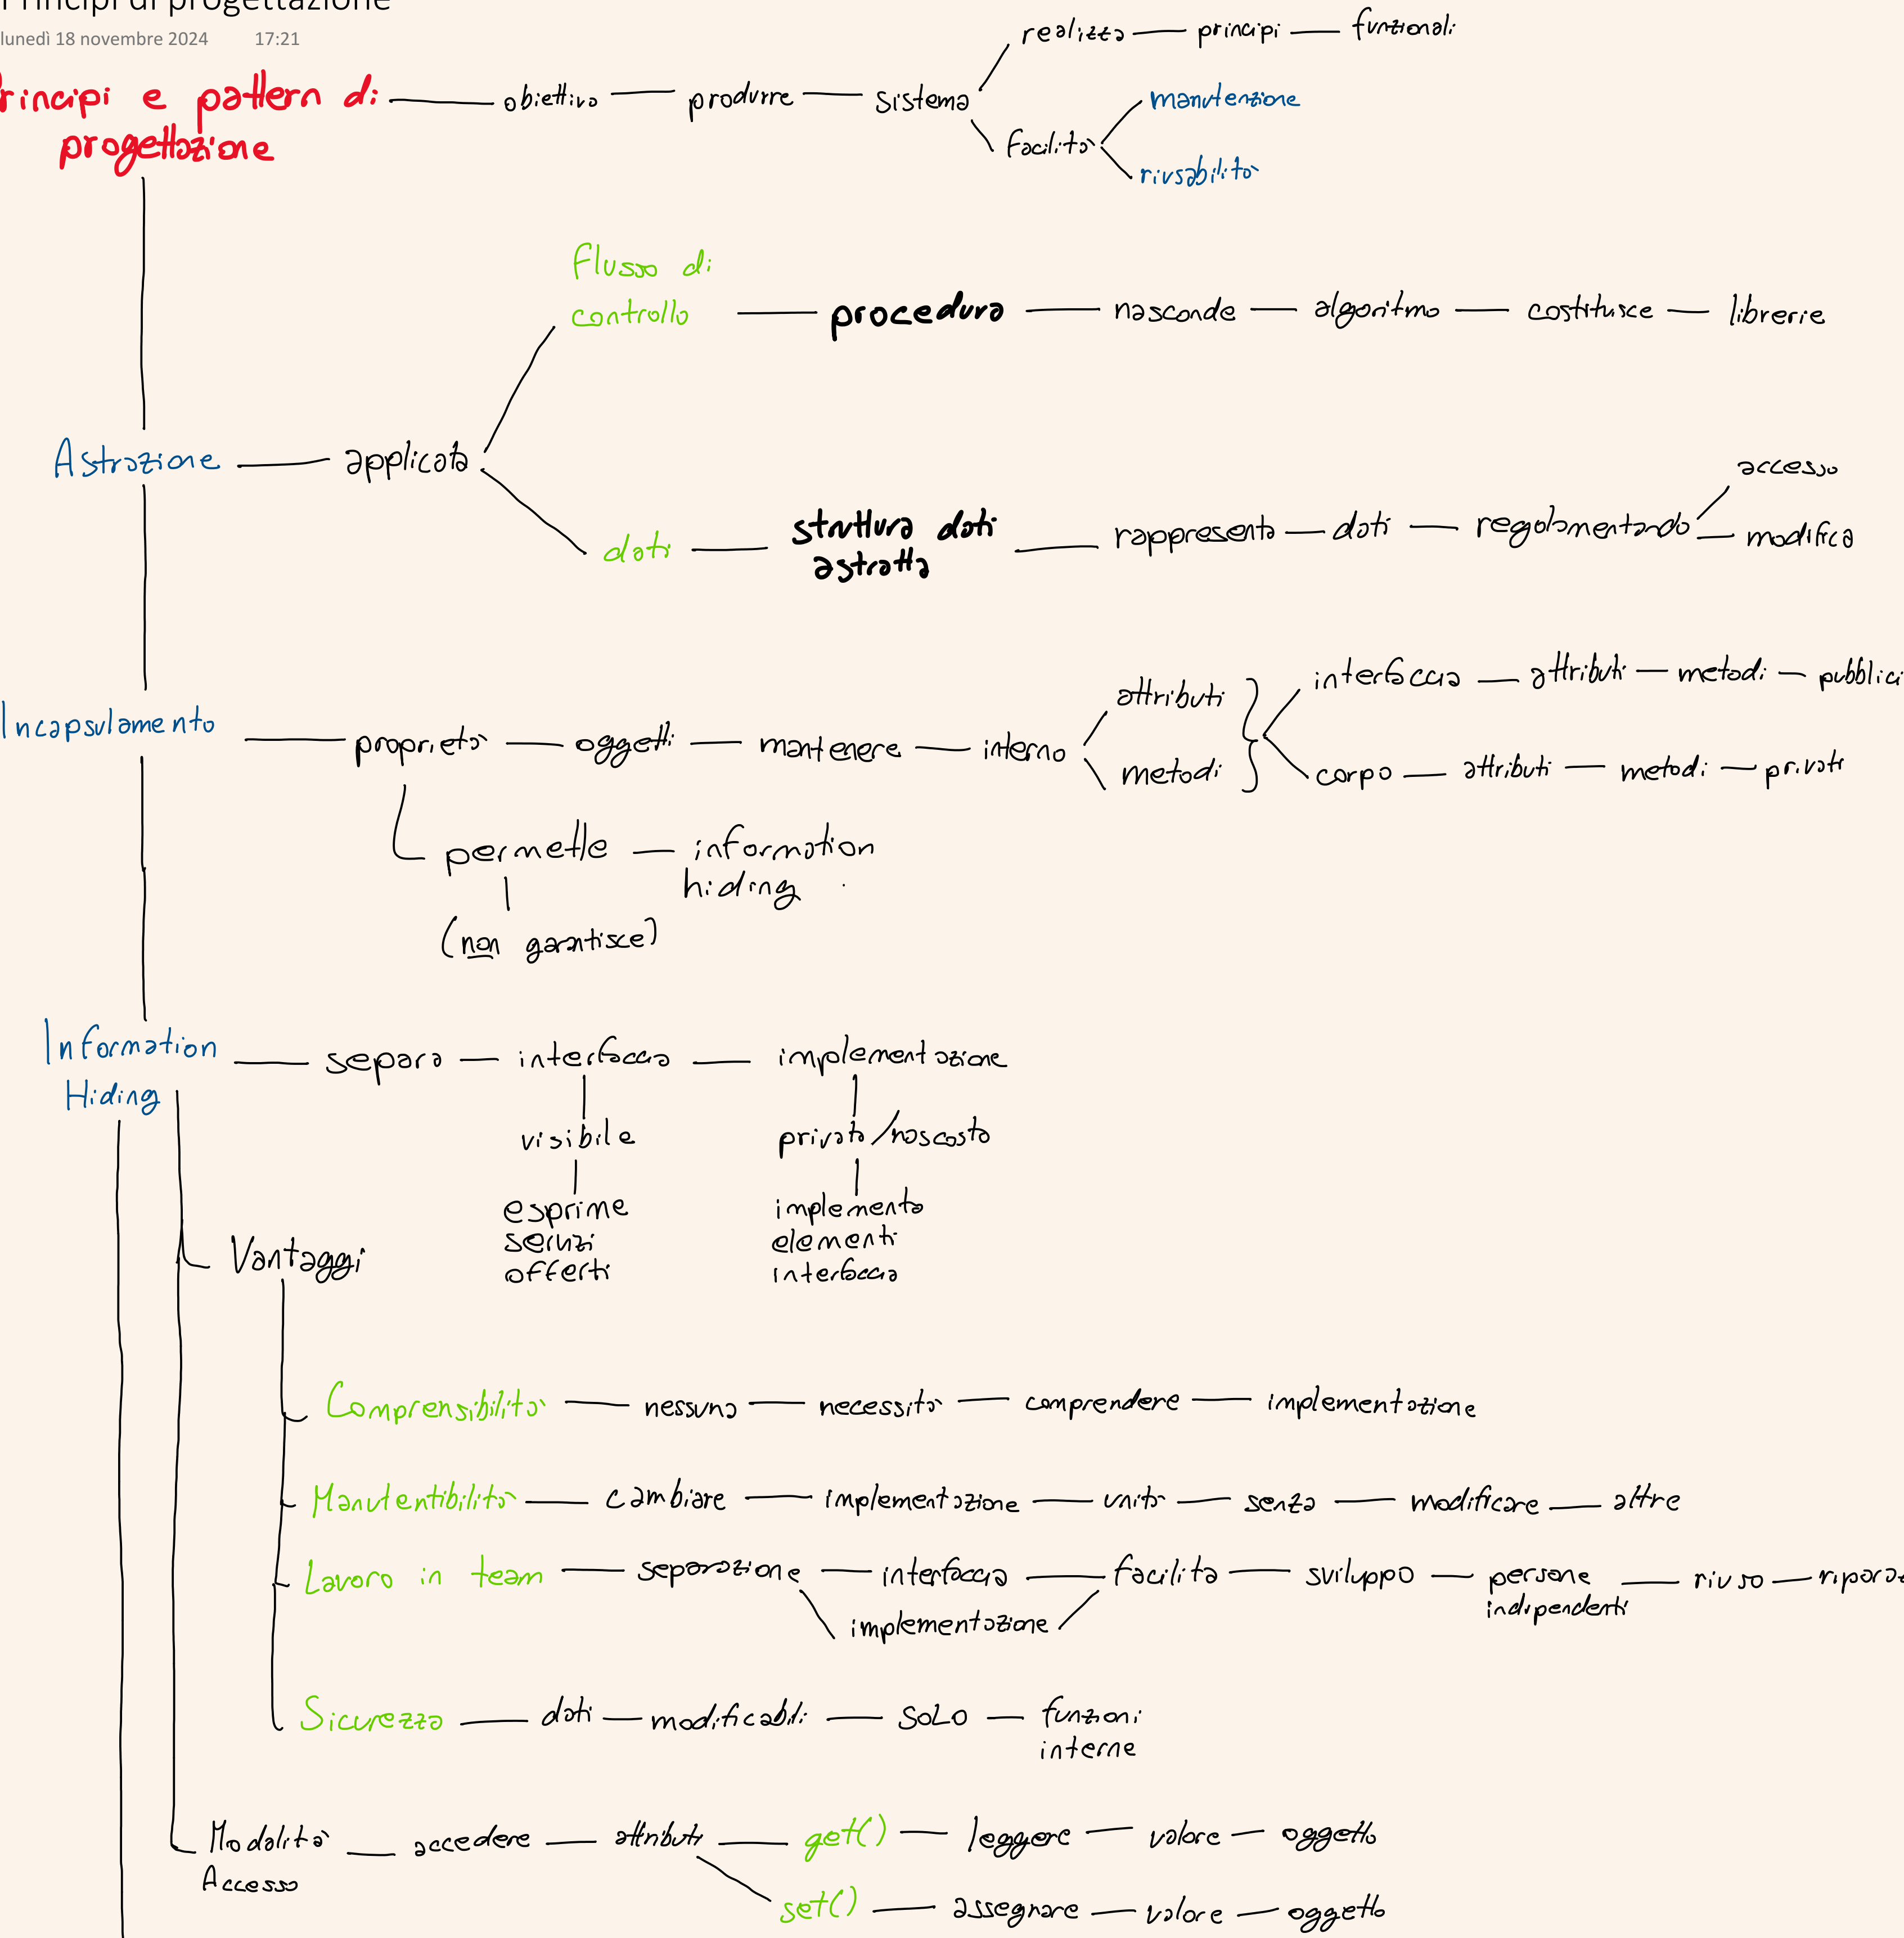 Principi di progettazione
lunedì 18 novembre 2024 17:21
realizza principi funzionali
Principi e pattern di obiettivo produrre sistema
progettazione
manutenzione
facilità
riusabilità
Flusso di
controllo procedura nasconde algoritmo costituisce librerie
Astrazione applicata
accesso
dati struttura dati rappresenta dati regolamentando modifica
astratta
interfaccia attributi metodi pubblici
attributi
Incapsulamento proprietà oggetti mantenere interno
metodi corpo attributi metodi privati
permette information
hiding
(non garantisce)
Information separa interfaccia implementazione
Hiding
visibile privata/nascosta
esprime implementa
servizi elementi
offerti interfaccia
Vantaggi
Comprensibilità nessuna necessità comprendere implementazione
Manutentibilità cambiare implementazione unità senza modificare altre
Lavoro in team separazione interfaccia facilita sviluppo persone riuso
indipendenti
implementazione
Sicurezza dati modificabili SOLO funzioni
interne
Modalità accedere attributi get() leggere valore oggetto
Accesso
set() assegnare valore oggetto